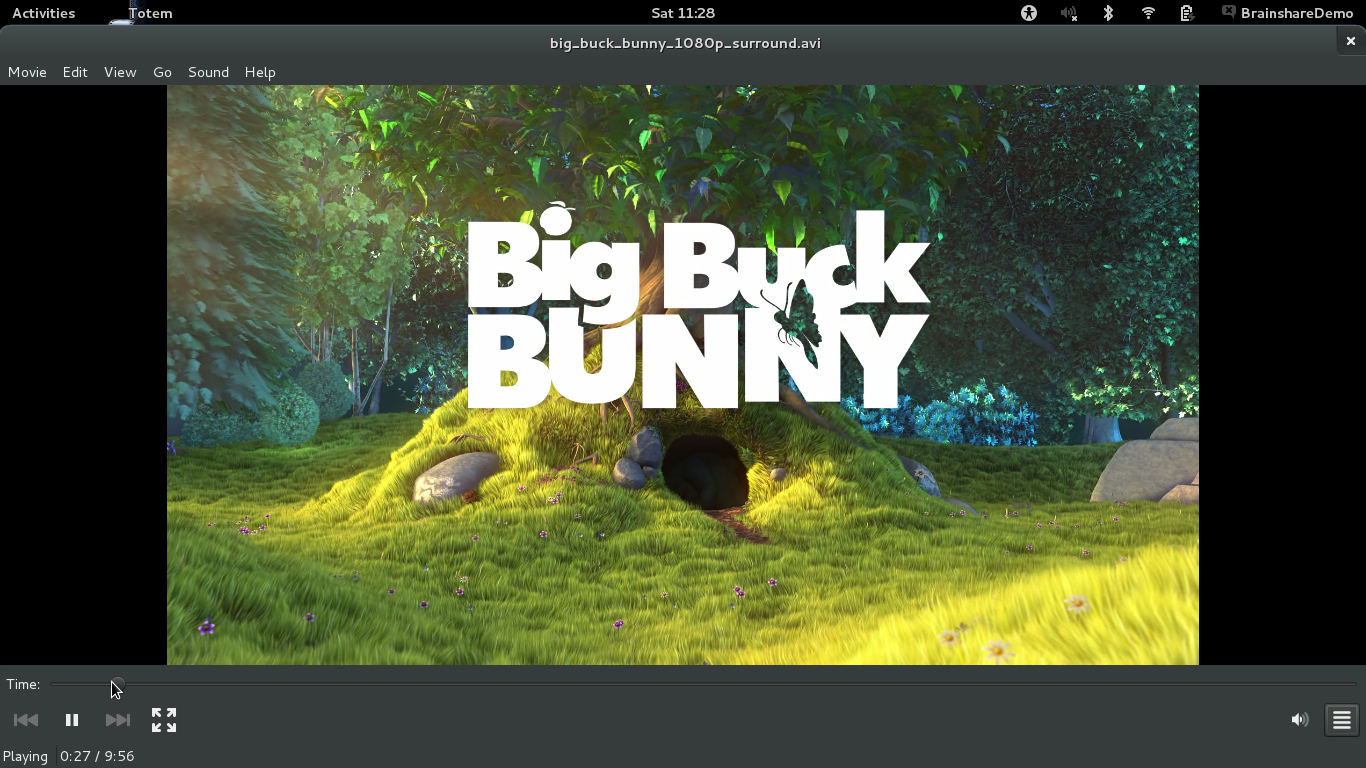 Activities Totem Sat 11:28 BrainshareDemo
big_buck_bunny_1080p_surround.avi
Movie Edit View Go Sound Help
Big Buck
BUNNY
Time:
Playing 0:27 / 9:56